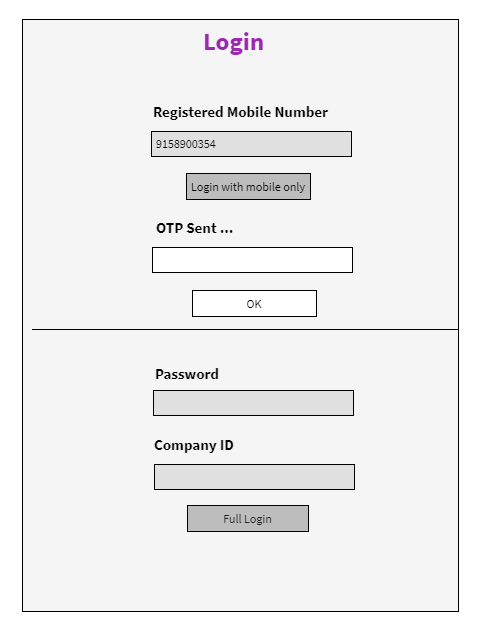 Login
Registered Mobile Number
9158900354
Login with mobile only
OTP Sent ...
OK
Password
Company ID
Full Login